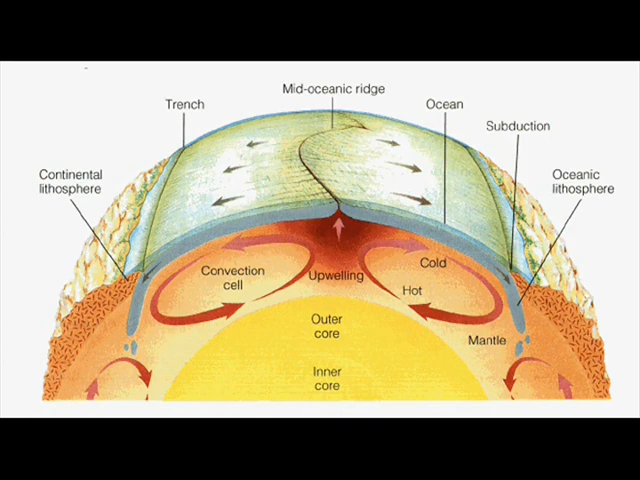 Mid-oceanic ridge
Trench
Ocean
Subduction
Continental
lithosphere
Oceanic
lithosphere
Convection
cell
Upwelling
Cold
Hot
Outer
core
Mantle
Inner
core